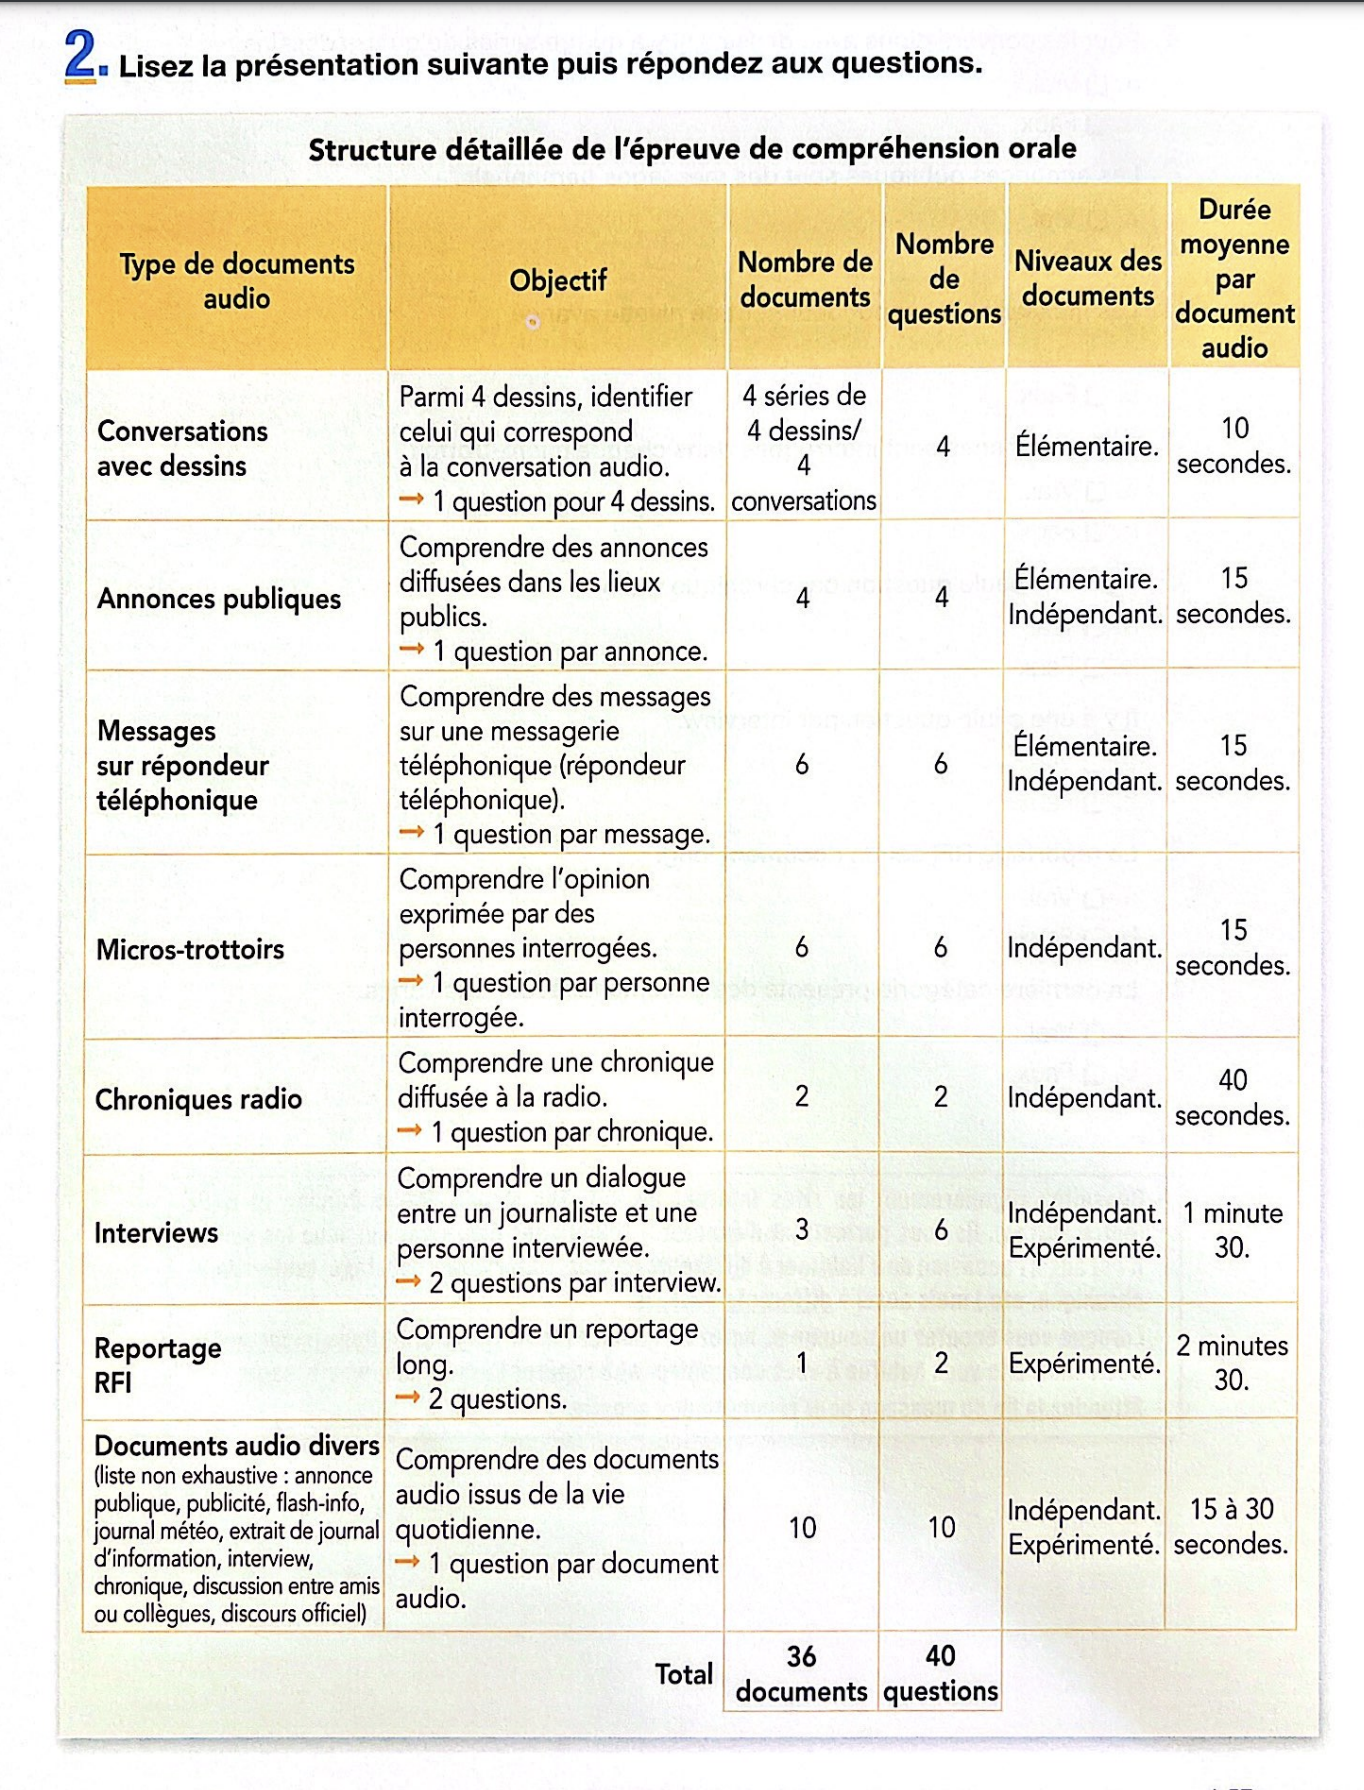 2. Lisez la présentation suivante puis répondez aux questions.
Structure détaillée de l'épreuve de compréhension orale
Type de documents
audio
Objectif
Nombre de
documents
Nombre
de
questions
Niveaux des
documents
Durée
moyenne
par
document
audio
Conversations
avec dessins
Parmi 4 dessins, identifier
celui qui correspond
à la conversation audio.
→ 1 question pour 4 dessins.
4 séries de
4 dessins/
4
conversations
4
Élémentaire.
10
secondes.
Annonces publiques
Comprendre des annonces
diffusées dans les lieux
publics.
→ 1 question par annonce.
4
4
Élémentaire.
Indépendant.
15
secondes.
Messages
sur répondeur
téléphonique
Comprendre des messages
sur une messagerie
téléphonique (répondeur
téléphonique).
→ 1 question par message.
6
6
Élémentaire.
Indépendant.
15
secondes.
Micros-trottoirs
Comprendre l'opinion
exprimée par des
personnes interrogées.
→ 1 question par personne
interrogée.
6
6
Indépendant.
15
secondes.
Chroniques radio
Comprendre une chronique
diffusée à la radio.
→ 1 question par chronique.
2
2
Indépendant.
40
secondes.
Interviews
Comprendre un dialogue
entre un journaliste et une
personne interviewée.
→ 2 questions par interview.
3
6
Indépendant.
Expérimenté.
1 minute
30.
Reportage
RFI
Comprendre un reportage
long.
→ 2 questions.
1
2
Expérimenté.
2 minutes
30.
Documents audio divers
(liste non exhaustive : annonce
publique, publicité, flash-info,
journal météo, extrait de journal
d'information, interview,
chronique, discussion entre amis
ou collègues, discours officiel)
Comprendre des documents
audio issus de la vie
quotidienne.
→ 1 question par document
audio.
10
10
Indépendant.
Expérimenté.
15 à 30
secondes.
Total
36
documents
40
questions